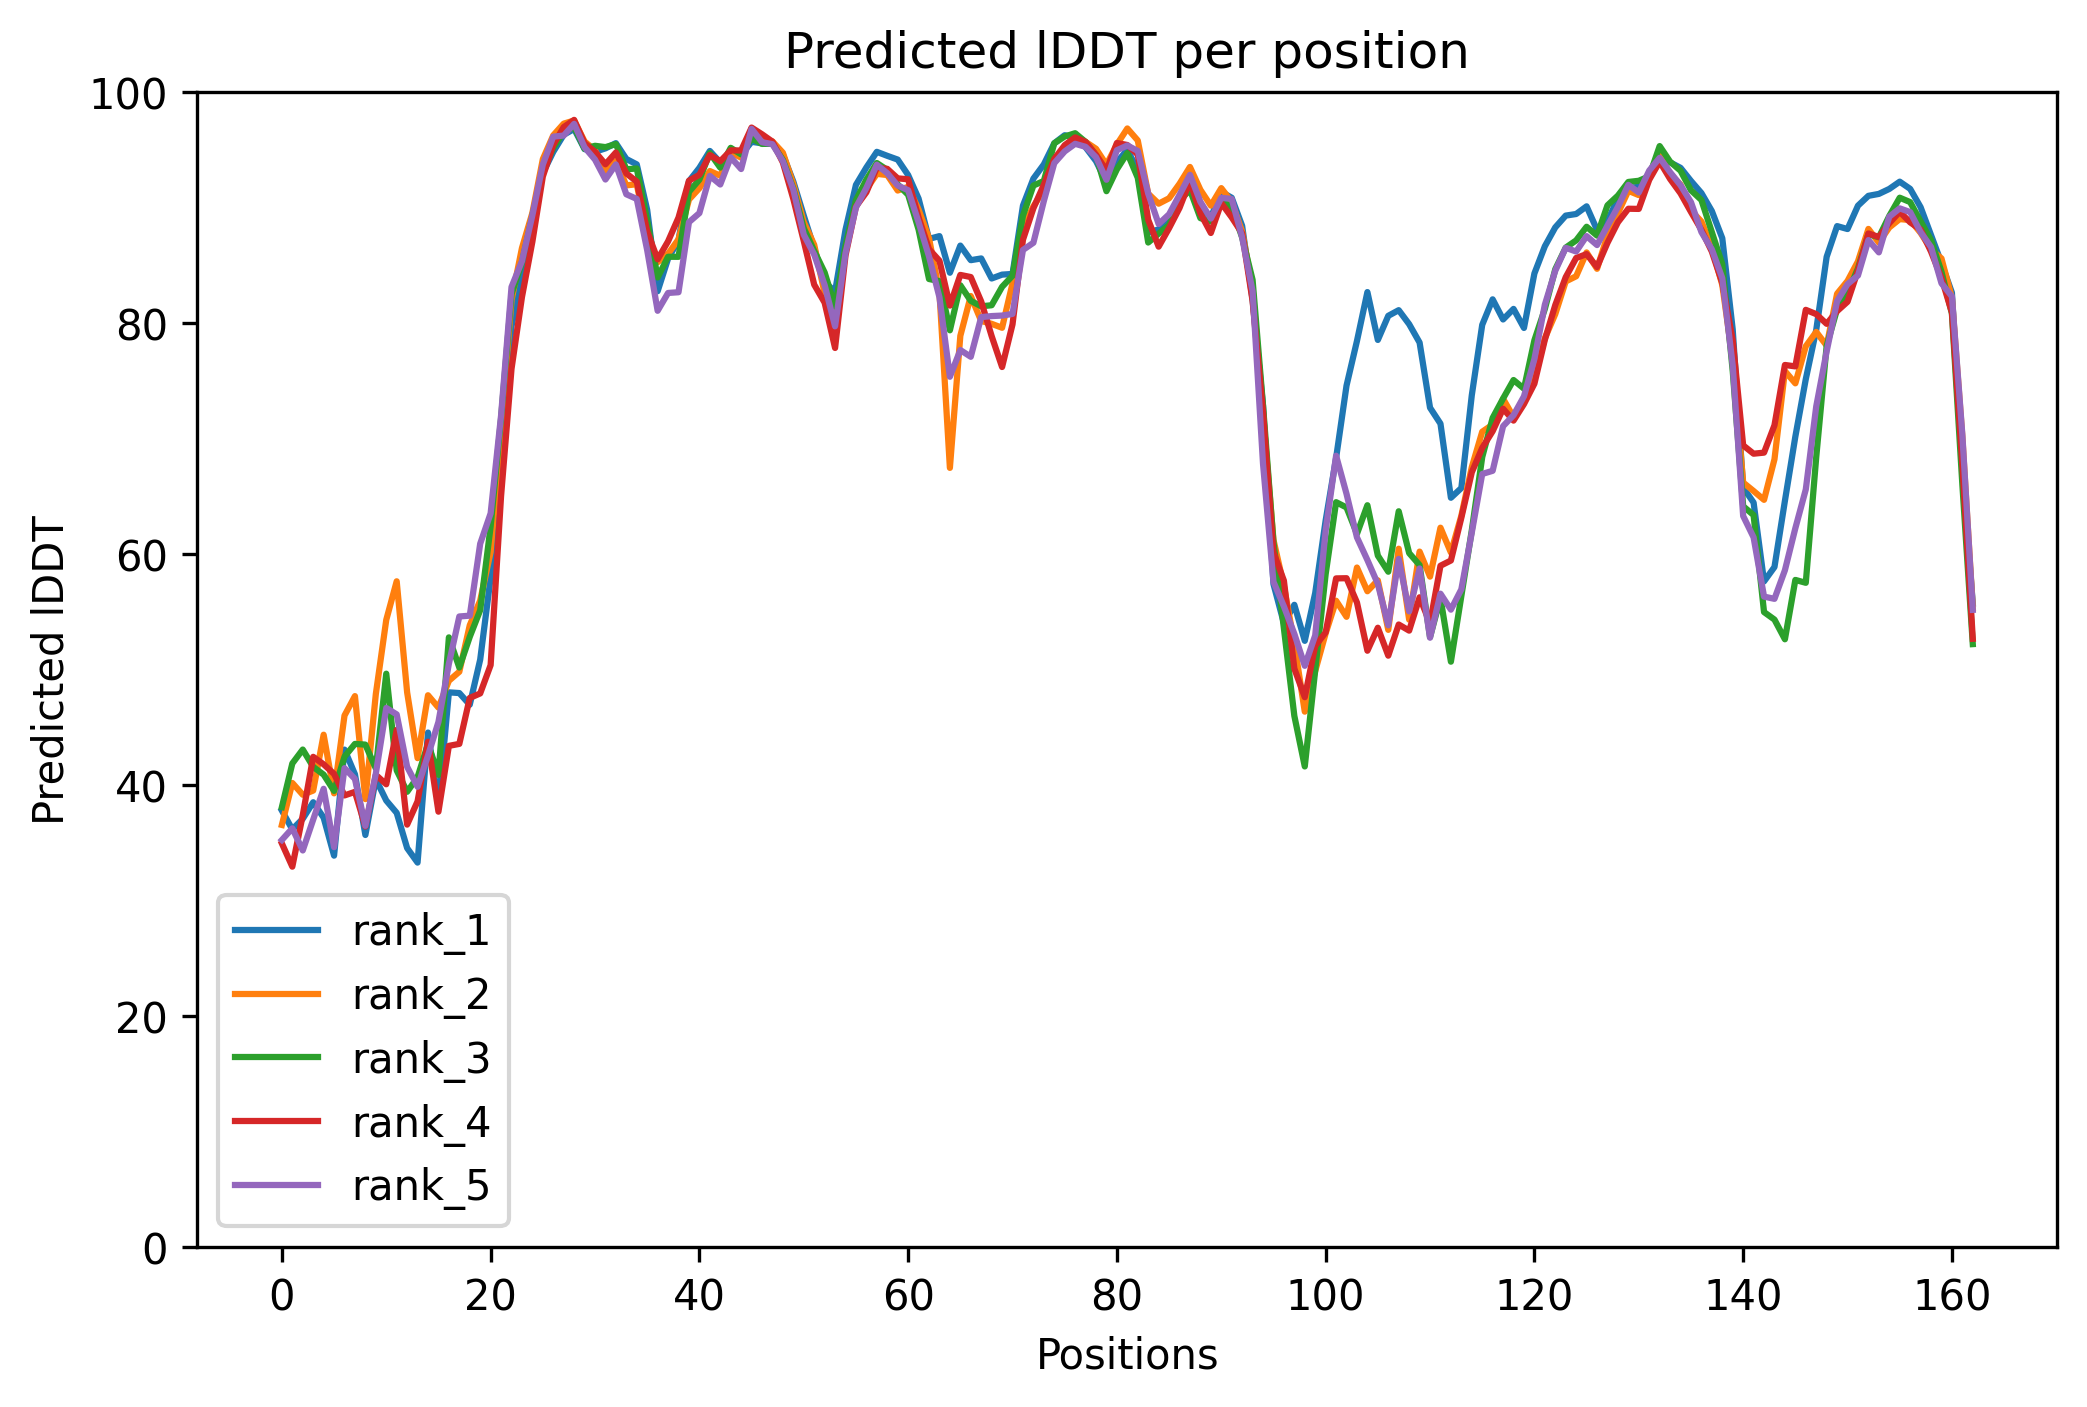 Predicted lDDT per position
100
80
60
40
20
0
Predicted lDDT
rank_1
rank_2
rank_3
rank_4
rank_5
0 20 40 60 80 100 120 140 160
Positions